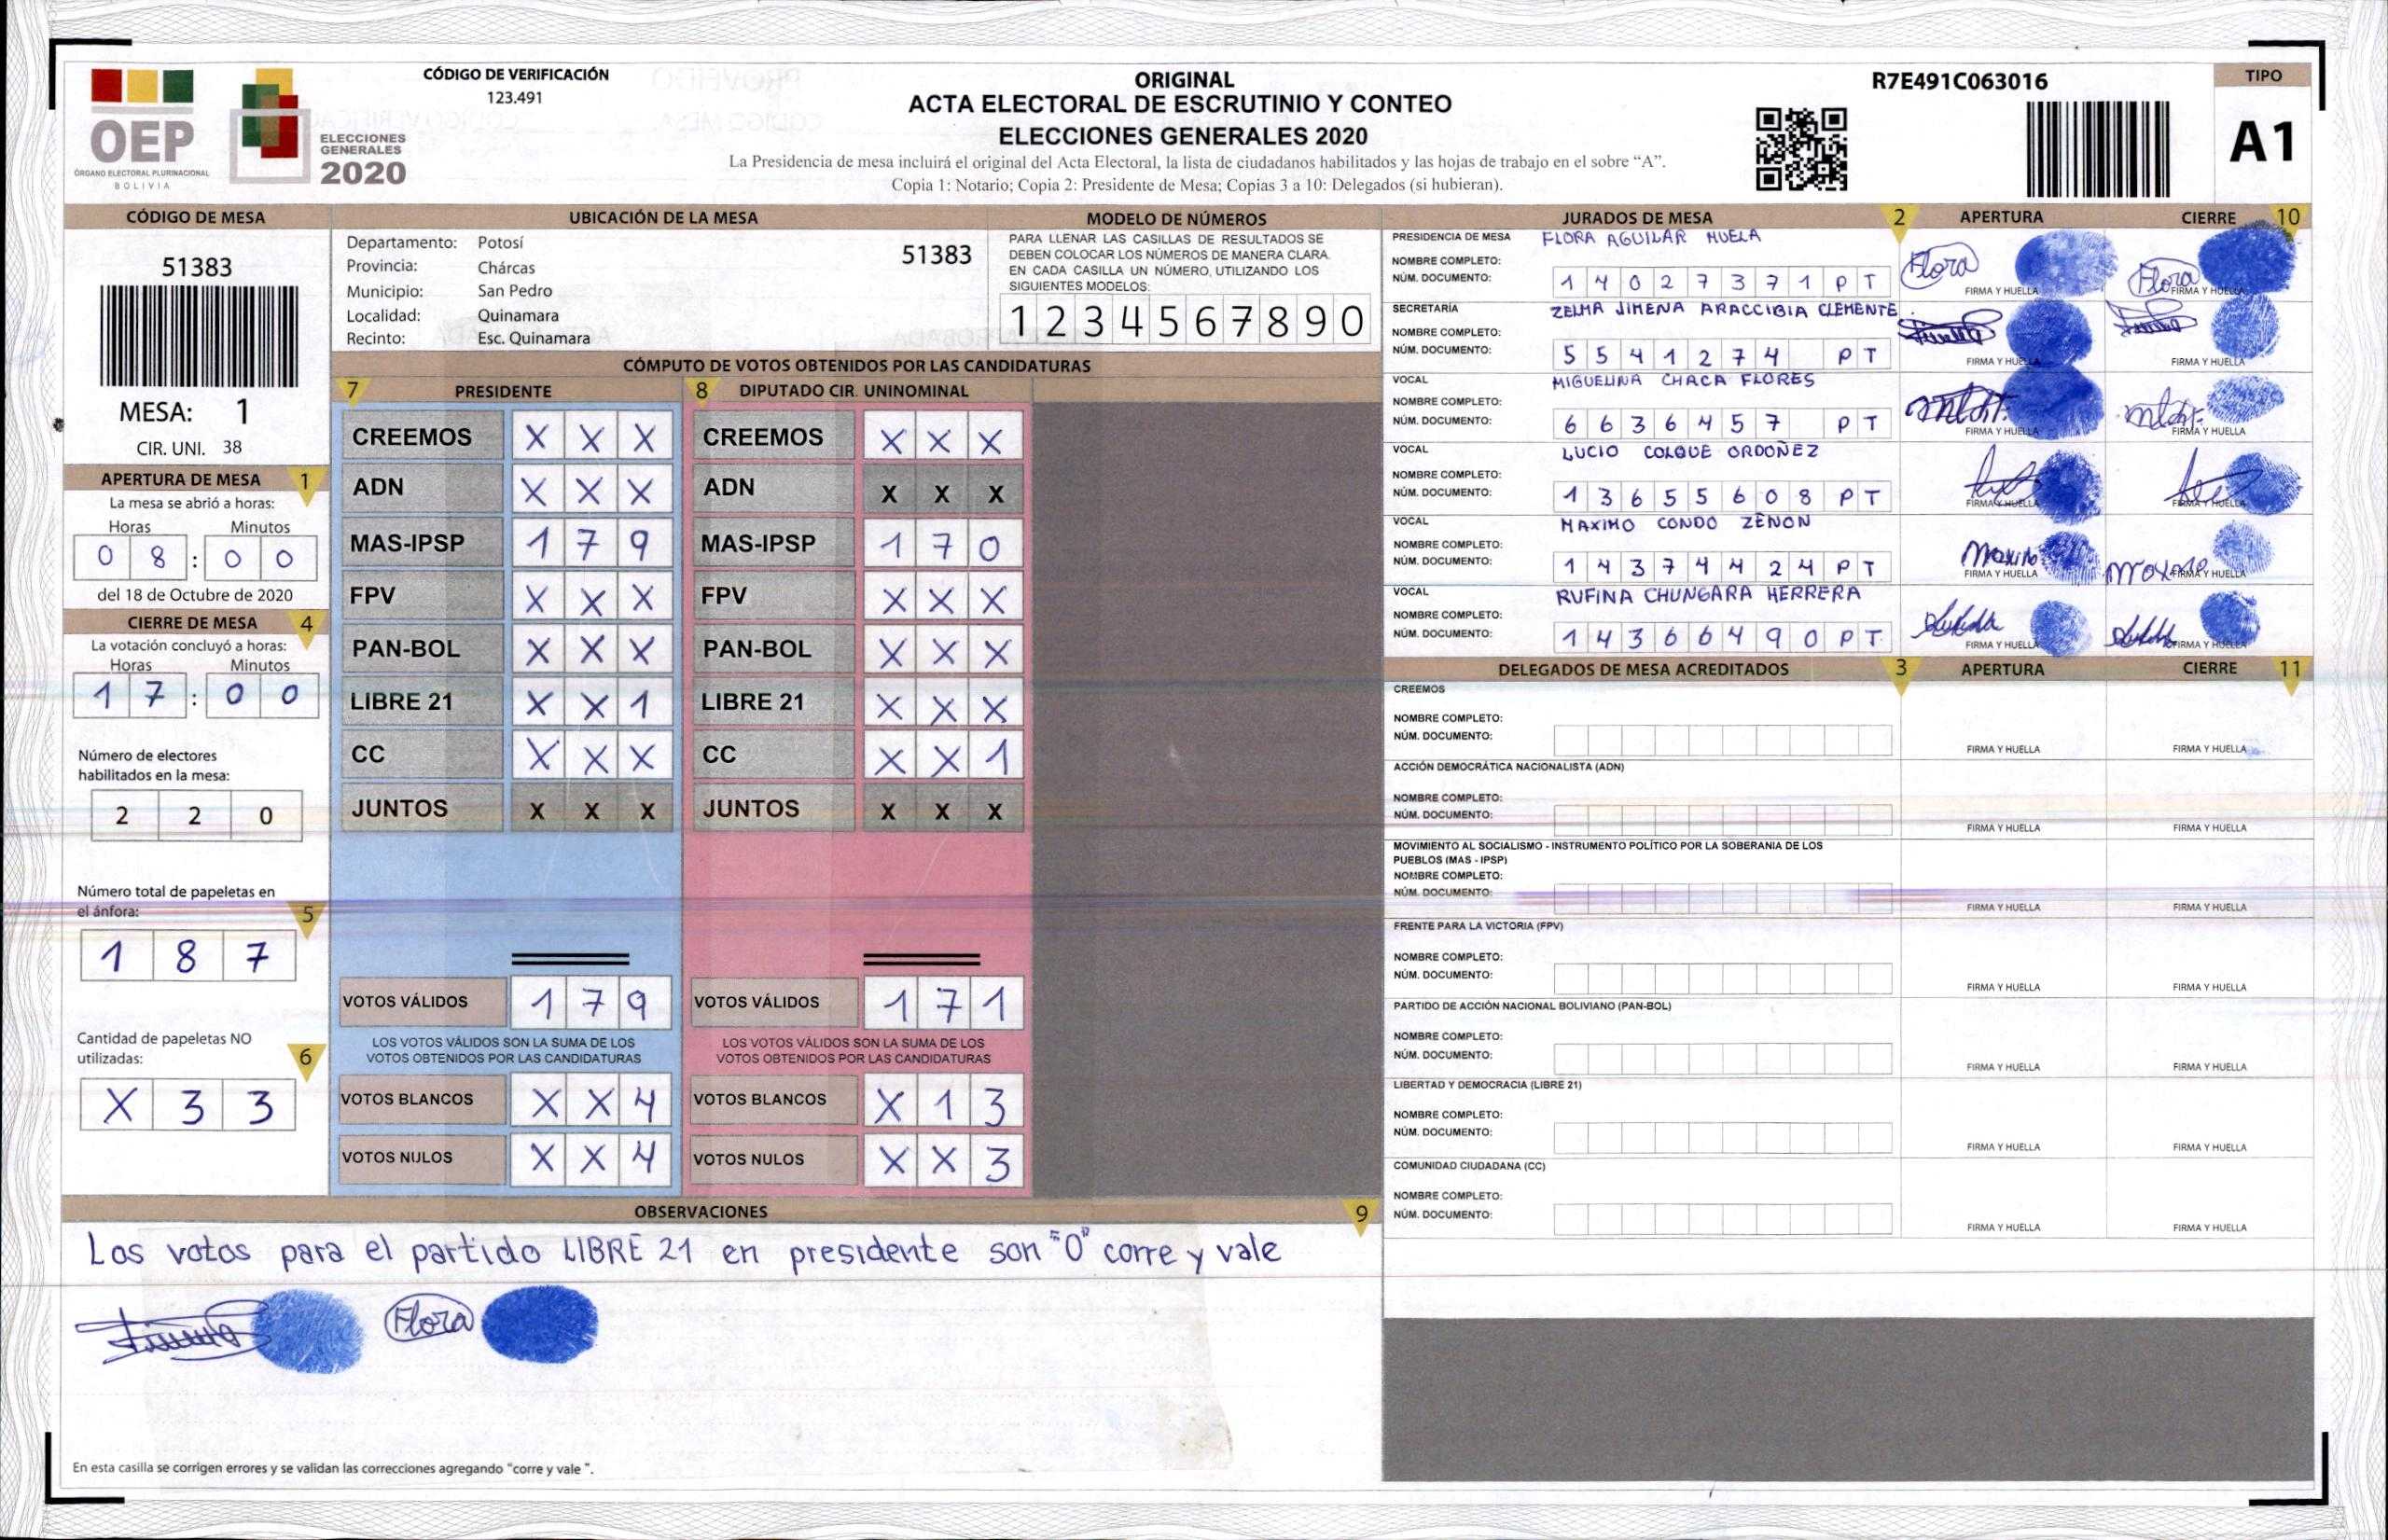 OEP
ÓRGANO ELECTORAL PLURINACIONAL
BOLIVIA
ELECCIONES
GENERALES
2020
CÓDIGO DE VERIFICACIÓN
123.491
ORIGINAL
ACTA ELECTORAL DE ESCRUTINIO Y CONTEO
ELECCIONES GENERALES 2020
La Presidencia de mesa incluirá el original del Acta Electoral, la lista de ciudadanos habilitados y las hojas de trabajo en el sobre “A”.
Copia 1: Notario; Copia 2: Presidente de Mesa; Copias 3 a 10: Delegados (si hubieran).
R7E491C063016
TIPO
A1
CÓDIGO DE MESA
51383
MESA: 1
CIR. UNI. 38
APERTURA DE MESA 1
La mesa se abrió a horas:
Horas Minutos
0 8 : 0 0
del 18 de Octubre de 2020
CIERRE DE MESA 4
La votación concluyó a horas:
Horas Minutos
1 7 : 0 0
Número de electores
habilitados en la mesa:
2 2 0
Número total de papeletas en
el ánfora: 5
1 8 7
Cantidad de papeletas NO
utilizadas: 6
X 3 3
UBICACIÓN DE LA MESA
Departamento: Potosí
51383
Provincia: Chárcas
Municipio: San Pedro
Localidad: Quinamara
Recinto: Esc. Quinamara
MODELO DE NÚMEROS
PARA LLENAR LAS CASILLAS DE RESULTADOS SE
DEBEN COLOCAR LOS NÚMEROS DE MANERA CLARA.
EN CADA CASILLA UN NÚMERO, UTILIZANDO LOS
SIGUIENTES MODELOS:
1 2 3 4 5 6 7 8 9 0
CÓMPUTO DE VOTOS OBTENIDOS POR LAS CANDIDATURAS
7 PRESIDENTE
CREEMOS X X X
ADN X X X
MAS-IPSP 1 7 9
FPV X X X
PAN-BOL X X X
LIBRE 21 X X 1
CC X X X
JUNTOS X X X
VOTOS VÁLIDOS 1 7 9
LOS VOTOS VÁLIDOS SON LA SUMA DE LOS
VOTOS OBTENIDOS POR LAS CANDIDATURAS
VOTOS BLANCOS X X 4
VOTOS NULOS X X 4
8 DIPUTADO CIR. UNINOMINAL
CREEMOS X X X
ADN X X X
MAS-IPSP 1 7 0
FPV X X X
PAN-BOL X X X
LIBRE 21 X X X
CC X X 1
JUNTOS X X X
VOTOS VÁLIDOS 1 7 1
LOS VOTOS VÁLIDOS SON LA SUMA DE LOS
VOTOS OBTENIDOS POR LAS CANDIDATURAS
VOTOS BLANCOS X 1 3
VOTOS NULOS X X 3
OBSERVACIONES 9
Los votos para el partido LIBRE 21 en presidente son "0" corre y vale
Flora
En esta casilla se corrigen errores y se validan las correcciones agregando "corre y vale ".
JURADOS DE MESA 2 APERTURA CIERRE 10
PRESIDENCIA DE MESA FLORA AGUILAR MUELA
NOMBRE COMPLETO:
NÚM. DOCUMENTO: 1 4 0 2 7 3 7 1 P T
Flora Flora
FIRMA Y HUELLA FIRMA Y HUELLA
SECRETARÍA ZELMA JIMENA ARACCIBIA CLEMENTE
NOMBRE COMPLETO:
NÚM. DOCUMENTO: 5 5 4 1 2 7 4 P T
FIRMA Y HUELLA FIRMA Y HUELLA
VOCAL MIGUELINA CHACA FLORES
NOMBRE COMPLETO:
NÚM. DOCUMENTO: 6 6 3 6 4 5 7 P T
FIRMA Y HUELLA FIRMA Y HUELLA
VOCAL LUCIO COLQUE ORDOÑEZ
NOMBRE COMPLETO:
NÚM. DOCUMENTO: 1 3 6 5 5 6 0 8 P T
FIRMA Y HUELLA FIRMA Y HUELLA
VOCAL MAXIMO CONDO ZENON
NOMBRE COMPLETO:
NÚM. DOCUMENTO: 1 4 3 7 4 4 2 4 P T
FIRMA Y HUELLA FIRMA Y HUELLA
VOCAL RUFINA CHUNGARA HERRERA
NOMBRE COMPLETO:
NÚM. DOCUMENTO: 1 4 3 6 6 4 9 0 P T
FIRMA Y HUELLA FIRMA Y HUELLA
DELEGADOS DE MESA ACREDITADOS 3 APERTURA CIERRE 11
CREEMOS
NOMBRE COMPLETO:
NÚM. DOCUMENTO:
FIRMA Y HUELLA FIRMA Y HUELLA
ACCIÓN DEMOCRÁTICA NACIONALISTA (ADN)
NOMBRE COMPLETO:
NÚM. DOCUMENTO:
FIRMA Y HUELLA FIRMA Y HUELLA
MOVIMIENTO AL SOCIALISMO - INSTRUMENTO POLÍTICO POR LA SOBERANIA DE LOS
PUEBLOS (MAS - IPSP)
NOMBRE COMPLETO:
NÚM. DOCUMENTO:
FIRMA Y HUELLA FIRMA Y HUELLA
FRENTE PARA LA VICTORIA (FPV)
NOMBRE COMPLETO:
NÚM. DOCUMENTO:
FIRMA Y HUELLA FIRMA Y HUELLA
PARTIDO DE ACCIÓN NACIONAL BOLIVIANO (PAN-BOL)
NOMBRE COMPLETO:
NÚM. DOCUMENTO:
FIRMA Y HUELLA FIRMA Y HUELLA
LIBERTAD Y DEMOCRACIA (LIBRE 21)
NOMBRE COMPLETO:
NÚM. DOCUMENTO:
FIRMA Y HUELLA FIRMA Y HUELLA
COMUNIDAD CIUDADANA (CC)
NOMBRE COMPLETO:
NÚM. DOCUMENTO:
FIRMA Y HUELLA FIRMA Y HUELLA